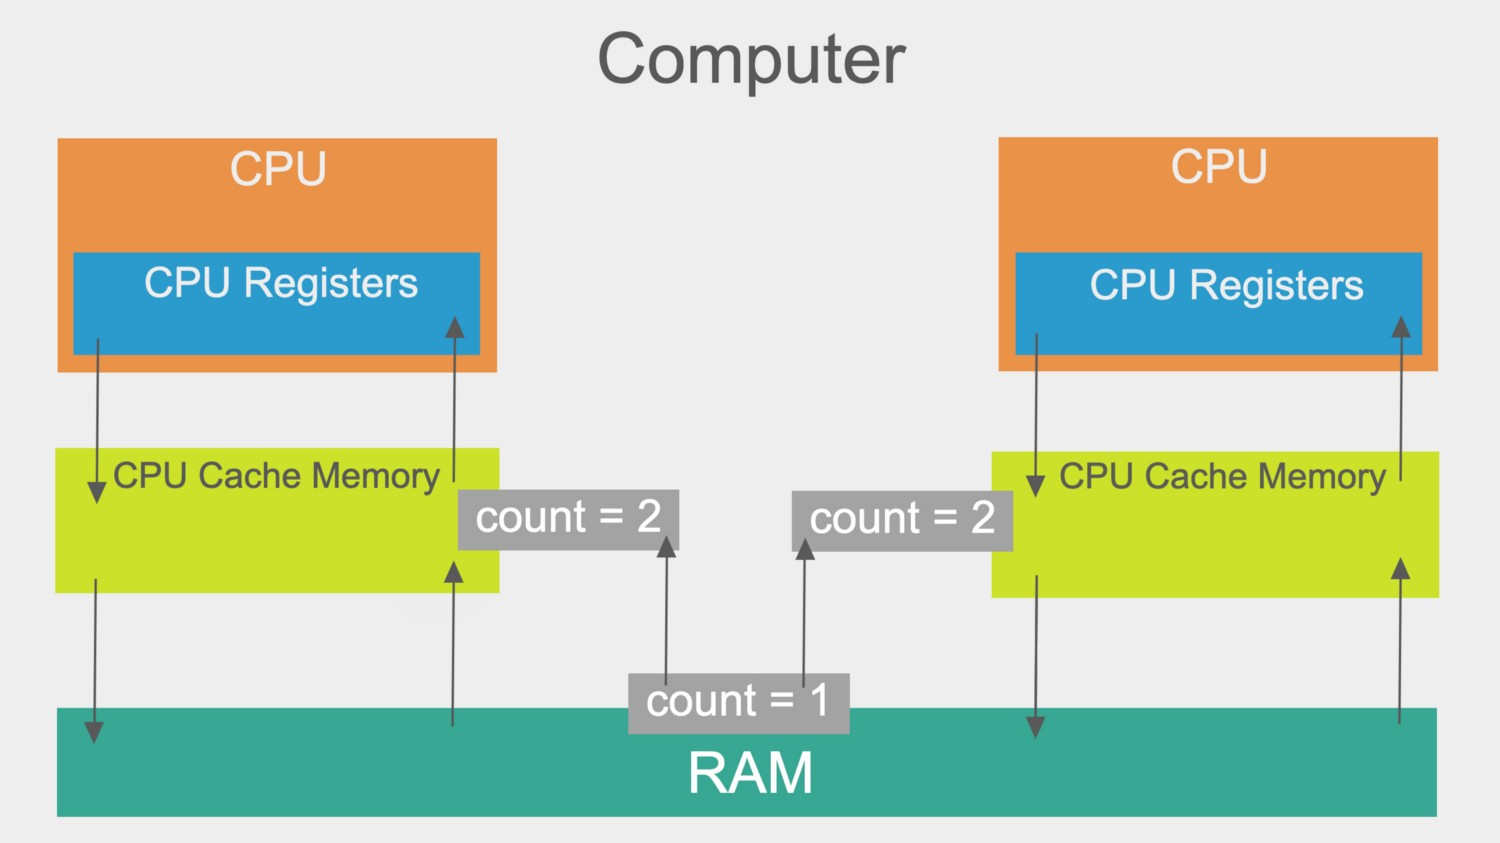 Computer
CPU
CPU
CPU Registers
CPU Registers
CPU Cache Memory
CPU Cache Memory
count = 2
count = 2
count = 1
RAM